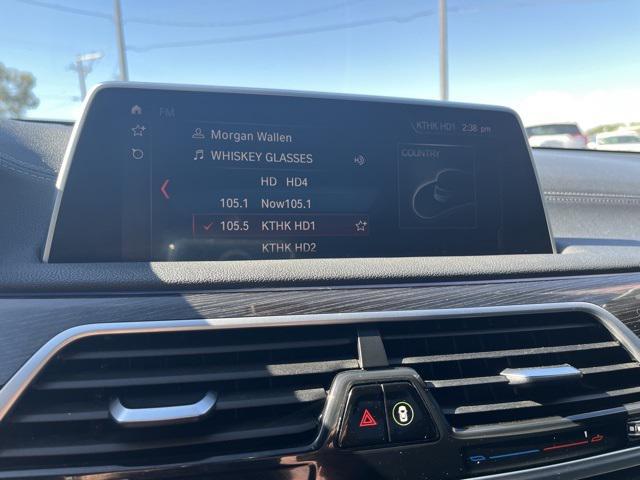 FM
KTHK HD1 2:38 pm
Morgan Wallen
WHISKEY GLASSES
COUNTRY
HD HD4
105.1 Now105.1
105.5 KTHK HD1
KTHK HD2